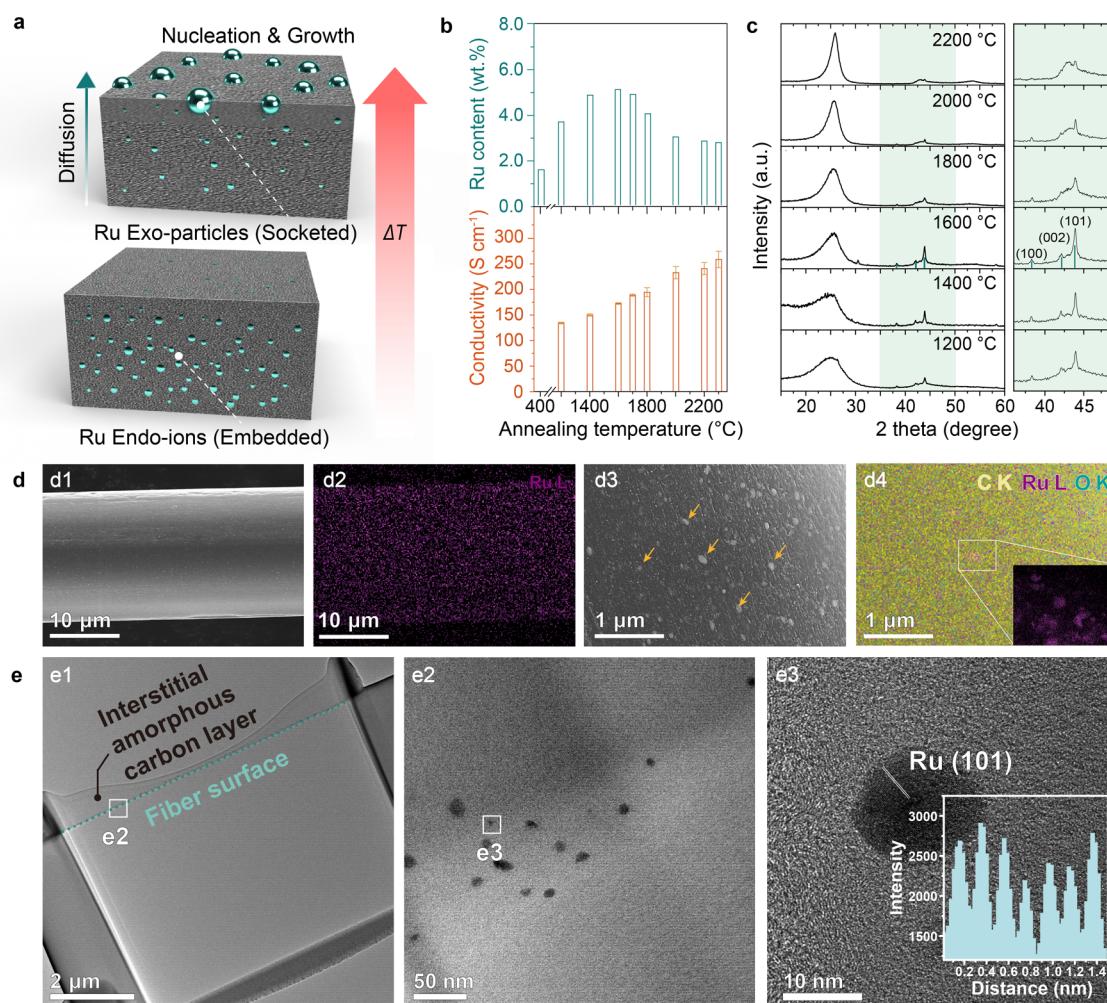 a
Nucleation & Growth
Diffusion
Ru Exo-particles (Socketed)
ΔT
Ru Endo-ions (Embedded)
b
Ru content (wt.%)
8.0
6.0
4.0
2.0
0.0
Conductivity (S cm⁻¹)
300
250
200
150
100
50
0
400 1400 1800 2200
Annealing temperature (°C)
c
Intensity (a.u.)
2200 °C
2000 °C
1800 °C
1600 °C
1400 °C
1200 °C
(100)
(002)
(101)
20 30 40 50 60
40 45
2 theta (degree)
d
d1
10 µm
d2
Ru L
10 µm
d3
1 µm
d4
C K Ru L O K
1 µm
e
e1
Interstitial
amorphous
carbon layer
Fiber surface
e2
2 µm
e2
e3
50 nm
e3
Ru (101)
Intensity
3000
2500
2000
1500
0.2 0.4 0.6 0.8 1.0 1.2 1.4
Distance (nm)
10 nm